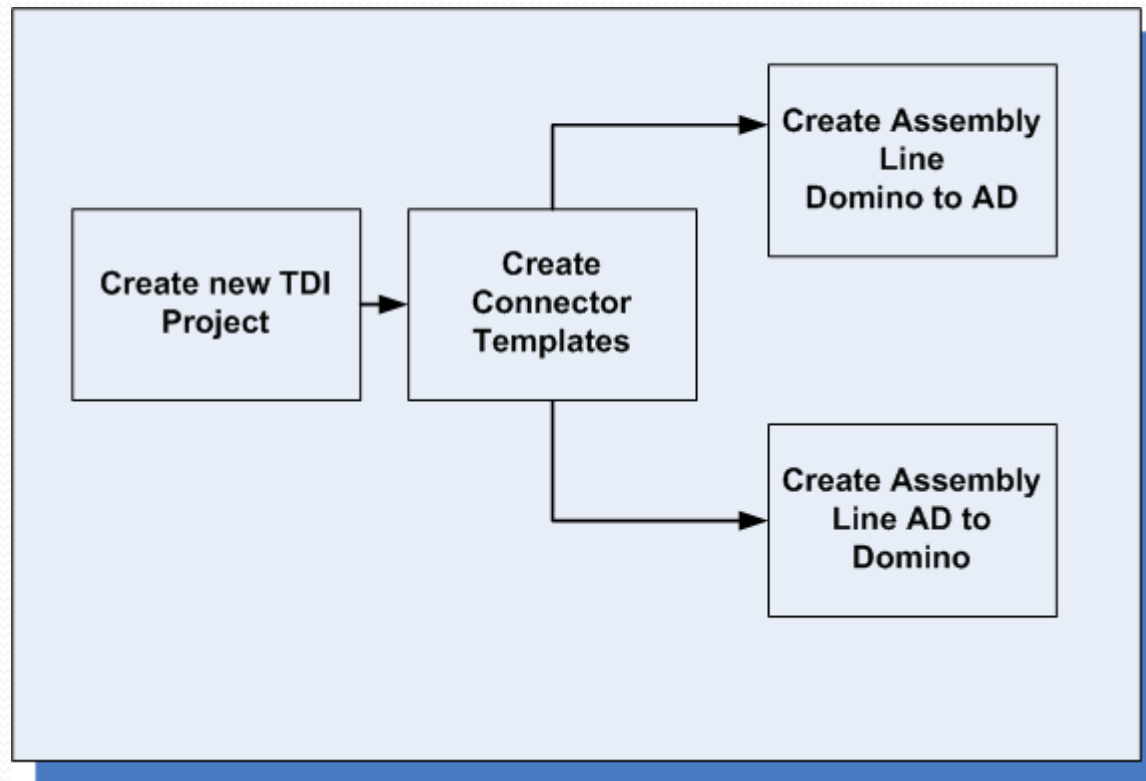 Create new TDI
Project
Create
Connector
Templates
Create Assembly
Line
Domino to AD
Create Assembly
Line AD to
Domino